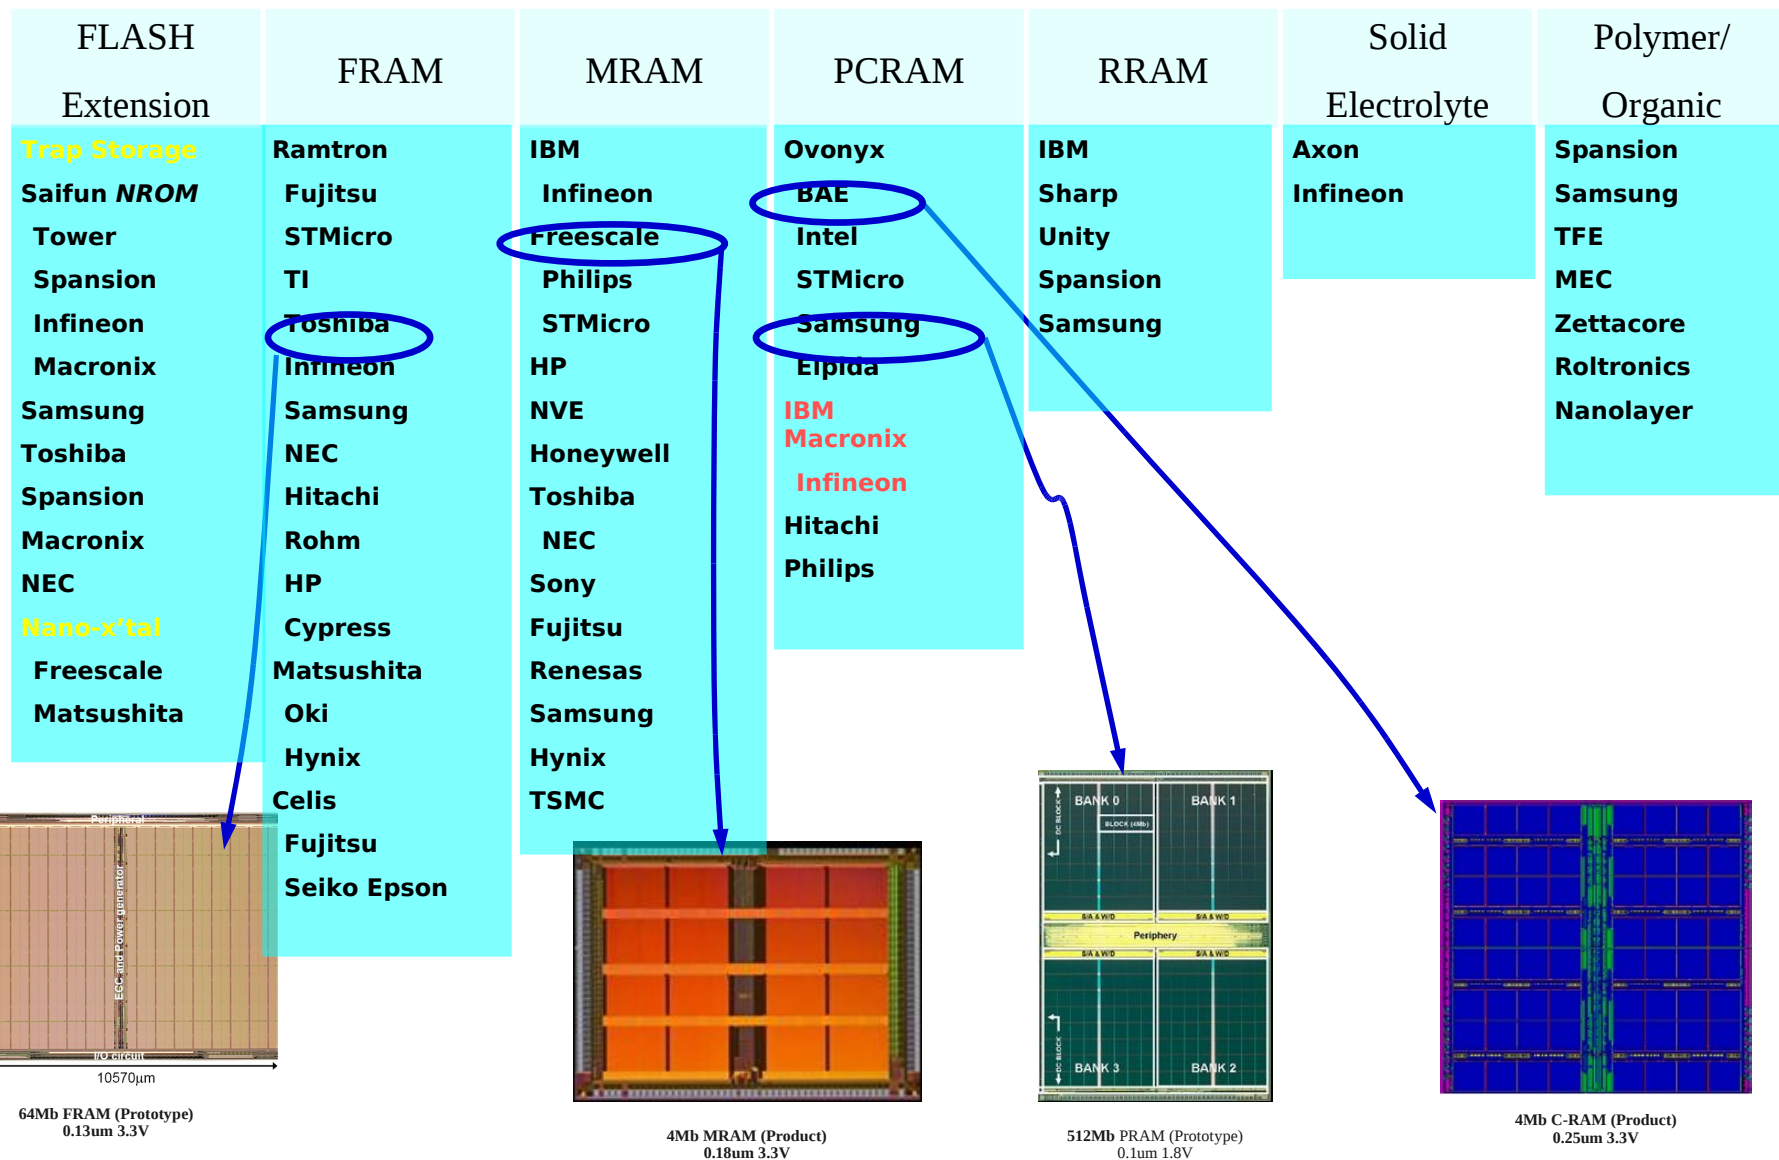 FLASH
Extension
FRAM
MRAM
PCRAM
RRAM
Solid
Electrolyte
Polymer/
Organic
Trap Storage
Saifun NROM
Tower
Spansion
Infineon
Macronix
Samsung
Toshiba
Spansion
Macronix
NEC
Nano-x'tal
Freescale
Matsushita
Ramtron
Fujitsu
STMicro
TI
Toshiba
Infineon
Samsung
NEC
Hitachi
Rohm
HP
Cypress
Matsushita
Oki
Hynix
Celis
Fujitsu
Seiko Epson
IBM
Infineon
Freescale
Philips
STMicro
HP
NVE
Honeywell
Toshiba
NEC
Sony
Fujitsu
Renesas
Samsung
Hynix
TSMC
Ovonyx
BAE
Intel
STMicro
Samsung
Elpida
IBM
Macronix
Infineon
Hitachi
Philips
IBM
Sharp
Unity
Spansion
Samsung
Axon
Infineon
Spansion
Samsung
TFE
MEC
Zettacore
Roltronics
Nanolayer
Peripheral
ECC and Power generator
I/O circuit
10570µm
64Mb FRAM (Prototype)
0.13um 3.3V
4Mb MRAM (Product)
0.18um 3.3V
DC BLOCK
BANK 0
BANK 1
BLOCK (4Mb)
S/A & W/D
S/A & W/D
Periphery
S/A & W/D
S/A & W/D
DC BLOCK
BANK 3
BANK 2
512Mb PRAM (Prototype)
0.1um 1.8V
4Mb C-RAM (Product)
0.25um 3.3V